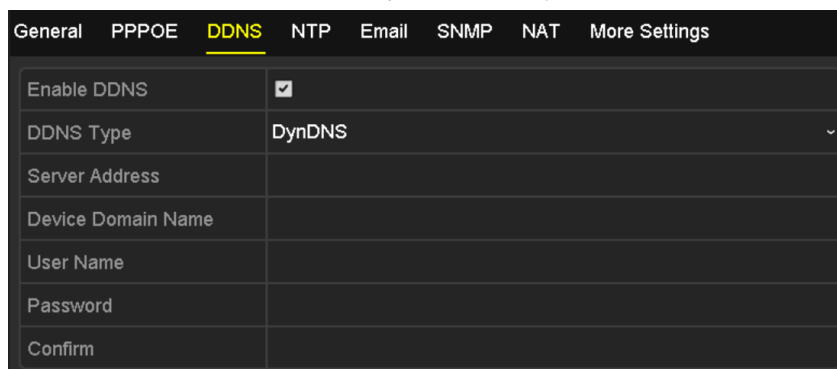 General PPPOE DDNS NTP Email SNMP NAT More Settings
Enable DDNS
DDNS Type DynDNS
Server Address
Device Domain Name
User Name
Password
Confirm